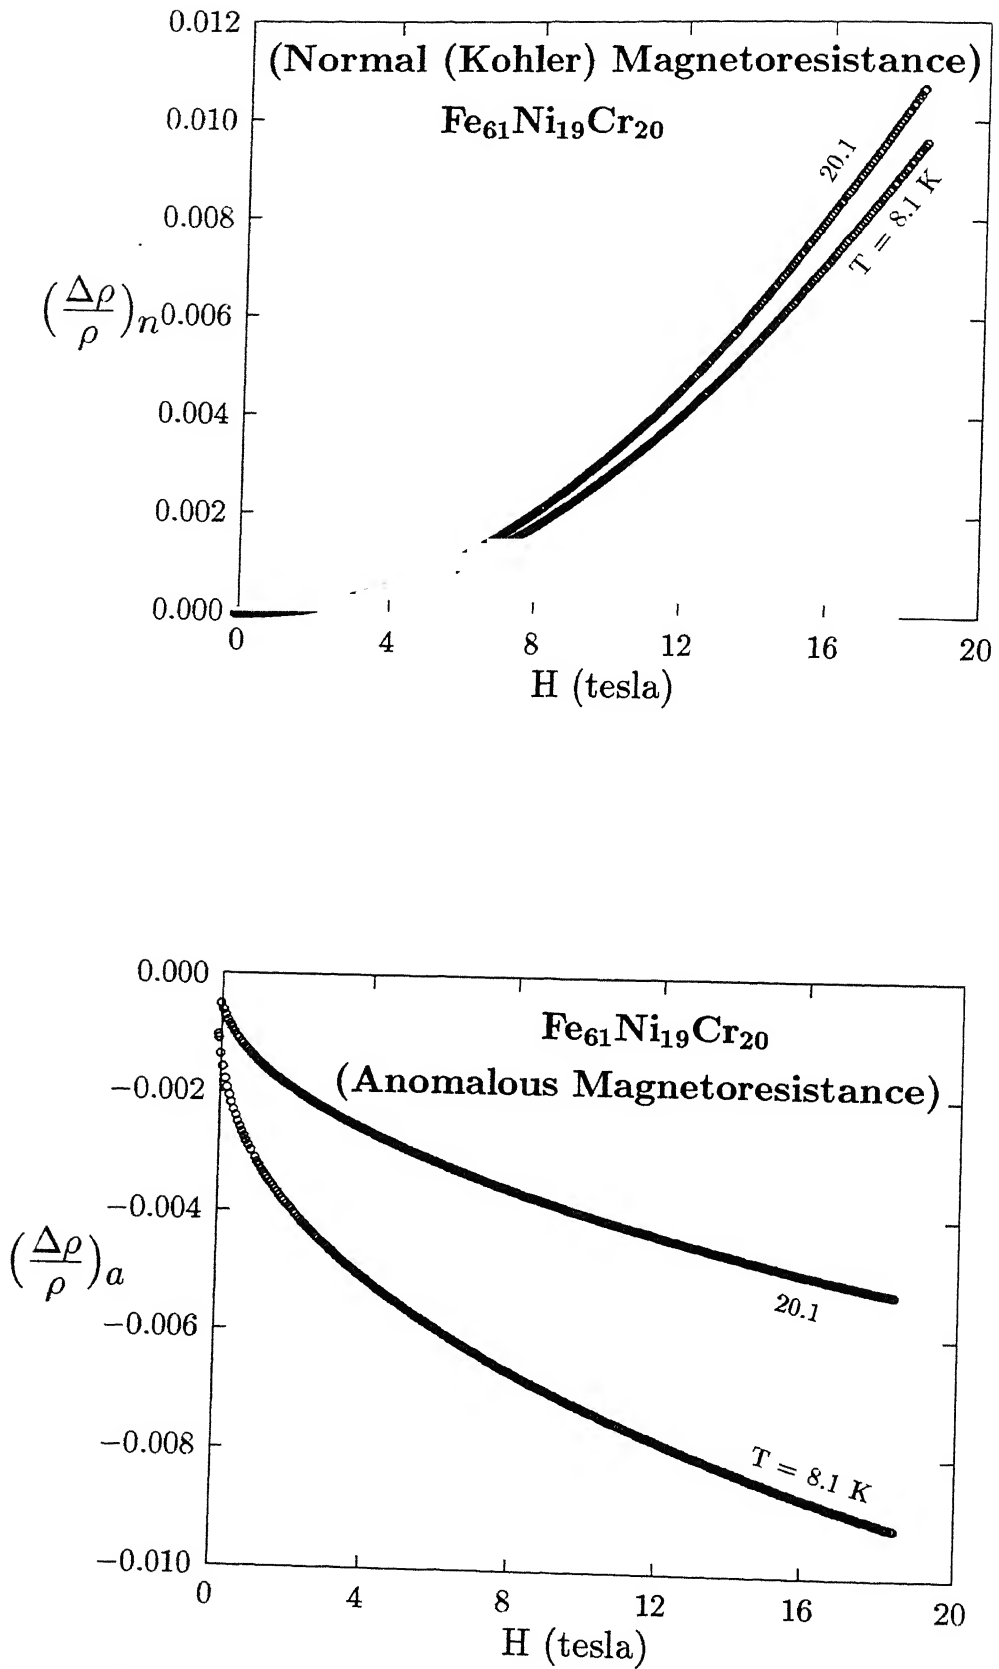 0.012
(Normal (Kohler) Magnetoresistance)
0.010
Fe61Ni19Cr20
20.1
T = 8.1 K
0.008
(Δρ/ρ)n
0.006
0.004
0.002
0.000
0 4 8 12 16 20
H (tesla)
0.000
Fe61Ni19Cr20
(Anomalous Magnetoresistance)
−0.002
−0.004
(Δρ/ρ)a
20.1
−0.006
−0.008
T = 8.1 K
−0.010
0 4 8 12 16 20
H (tesla)